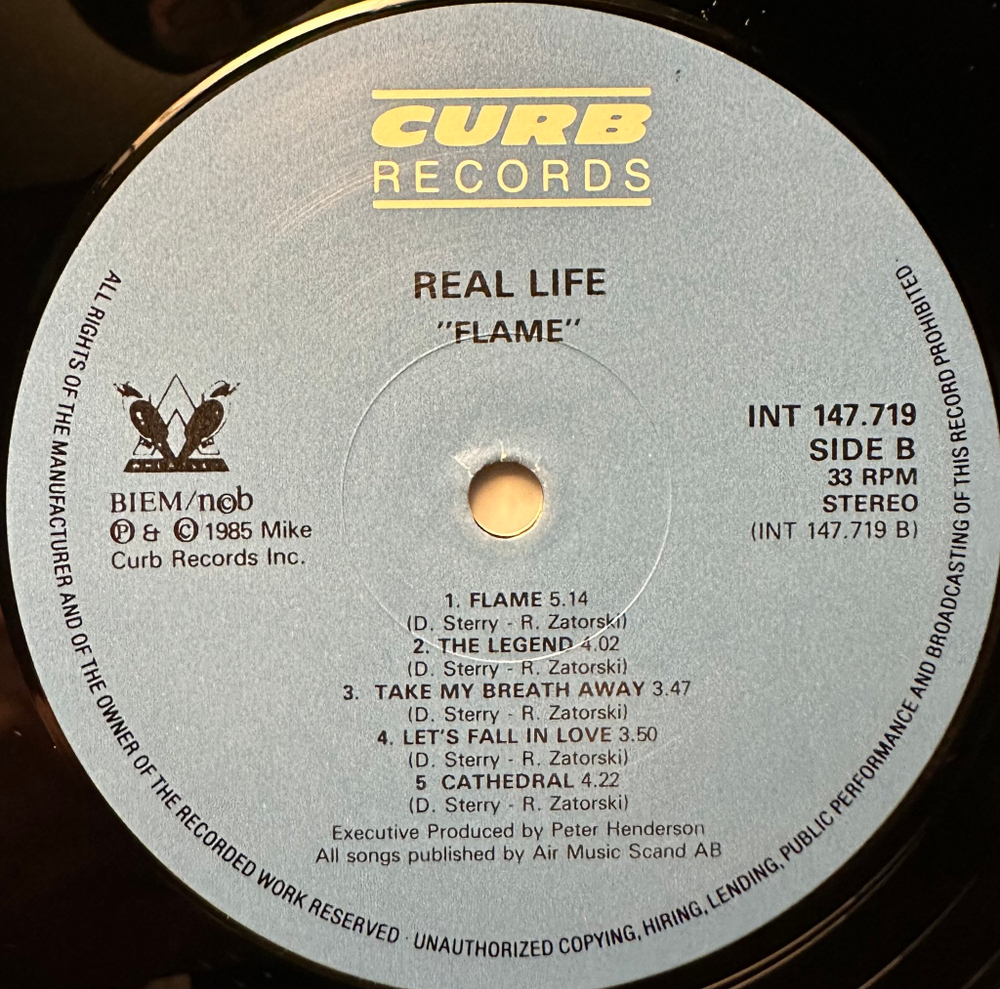 CURB
RECORDS
REAL LIFE
"FLAME"
BIEM/n©b
Ⓟ & © 1985 Mike
Curb Records Inc.
INT 147.719
SIDE B
33 RPM
STEREO
(INT 147.719 B)
1. FLAME 5.14
(D. Sterry - R. Zatorski)
2. THE LEGEND 4.02
(D. Sterry - R. Zatorski)
3. TAKE MY BREATH AWAY 3.47
(D. Sterry - R. Zatorski)
4. LET'S FALL IN LOVE 3.50
(D. Sterry - R. Zatorski)
5 CATHEDRAL 4.22
(D. Sterry - R. Zatorski)
Executive Produced by Peter Henderson
All songs published by Air Music Scand AB
ALL RIGHTS OF THE MANUFACTURER AND OF THE OWNER OF THE RECORDED WORK RESERVED · UNAUTHORIZED COPYING, HIRING, LENDING, PUBLIC PERFORMANCE AND BROADCASTING OF THIS RECORD PROHIBITED ·